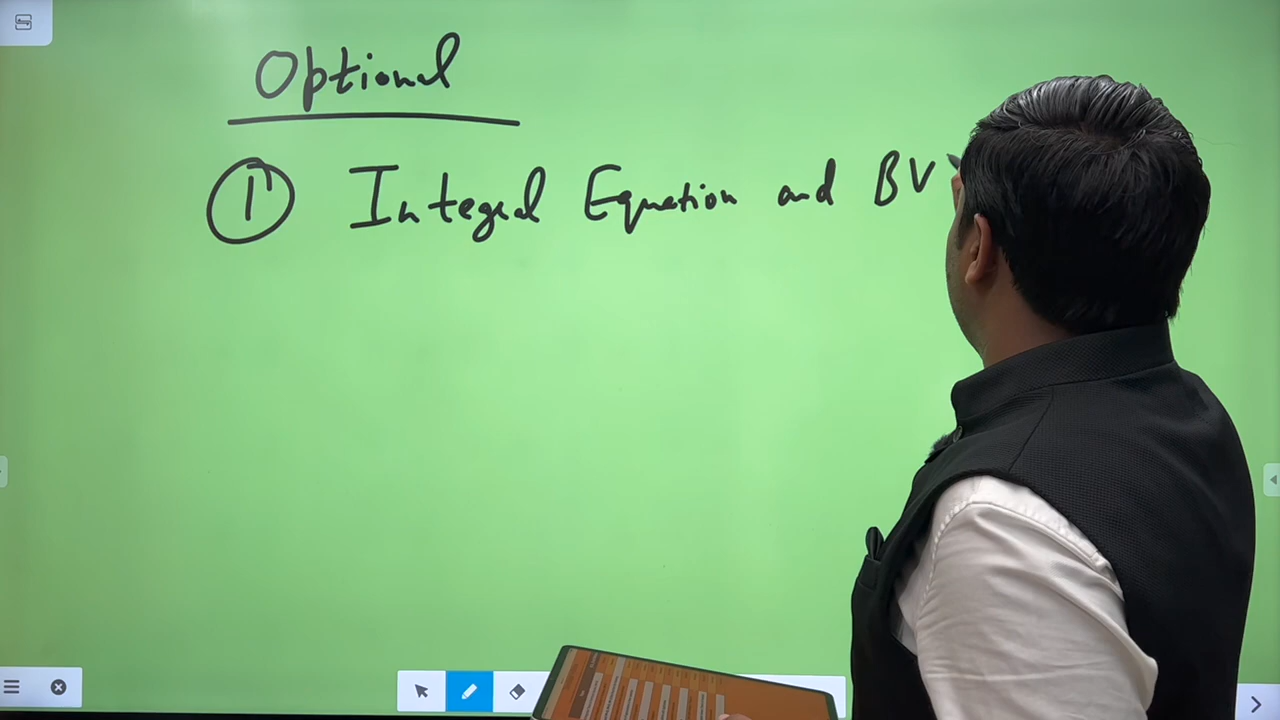 Optional
① Integral Equation and BV